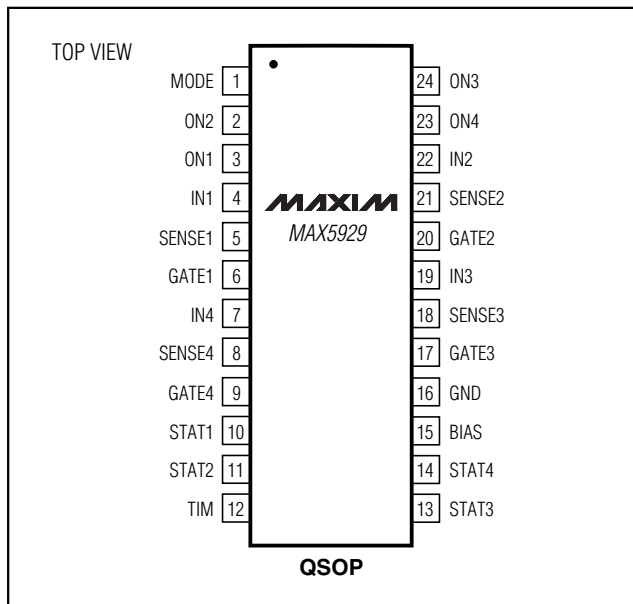 TOP VIEW
MODE 1
ON2 2
ON1 3
IN1 4
SENSE1 5
GATE1 6
IN4 7
SENSE4 8
GATE4 9
STAT1 10
STAT2 11
TIM 12
MAXIM
MAX5929
24 ON3
23 ON4
22 IN2
21 SENSE2
20 GATE2
19 IN3
18 SENSE3
17 GATE3
16 GND
15 BIAS
14 STAT4
13 STAT3
QSOP